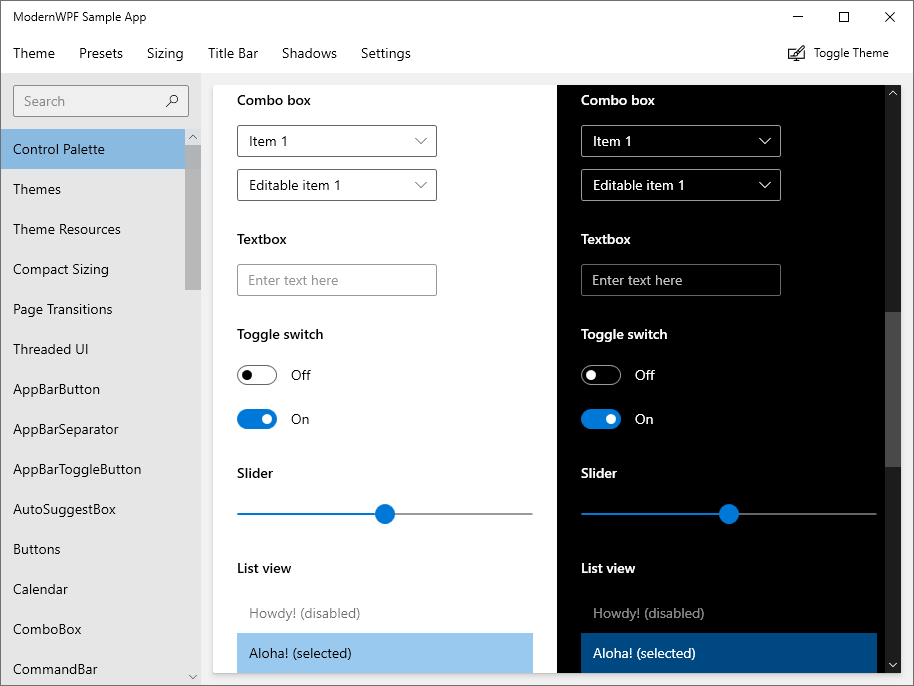 ModernWPF Sample App
Theme Presets Sizing Title Bar Shadows Settings Toggle Theme
Search
Control Palette
Themes
Theme Resources
Compact Sizing
Page Transitions
Threaded UI
AppBarButton
AppBarSeparator
AppBarToggleButton
AutoSuggestBox
Buttons
Calendar
ComboBox
CommandBar
Combo box
Item 1
Editable item 1
Textbox
Enter text here
Toggle switch
Off
On
Slider
List view
Howdy! (disabled)
Aloha! (selected)
Combo box
Item 1
Editable item 1
Textbox
Enter text here
Toggle switch
Off
On
Slider
List view
Howdy! (disabled)
Aloha! (selected)